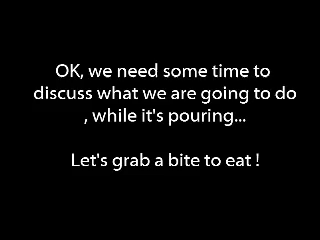 OK, we need some time to
discuss what we are going to do
, while it's pouring...
Let's grab a bite to eat !